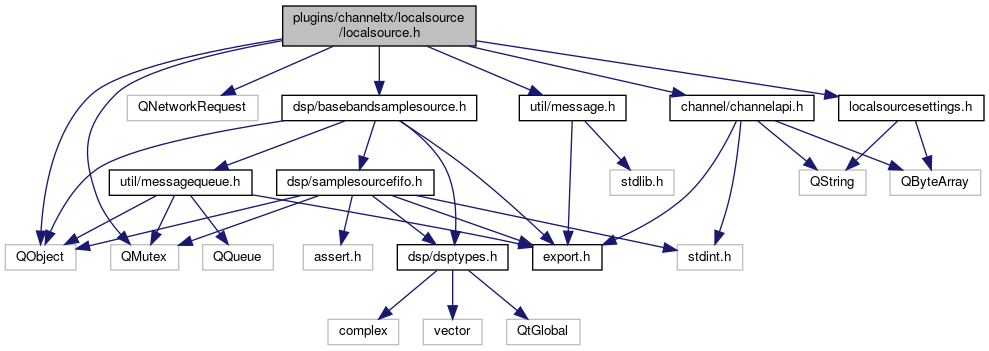 plugins/channeltx/localsource
/localsource.h
QNetworkRequest
dsp/basebandsamplesource.h
util/message.h
channel/channelapi.h
localsourcesettings.h
util/messagequeue.h
dsp/samplesourcefifo.h
stdlib.h
QString
QByteArray
QObject
QMutex
QQueue
assert.h
dsp/dsptypes.h
export.h
stdint.h
complex
vector
QtGlobal